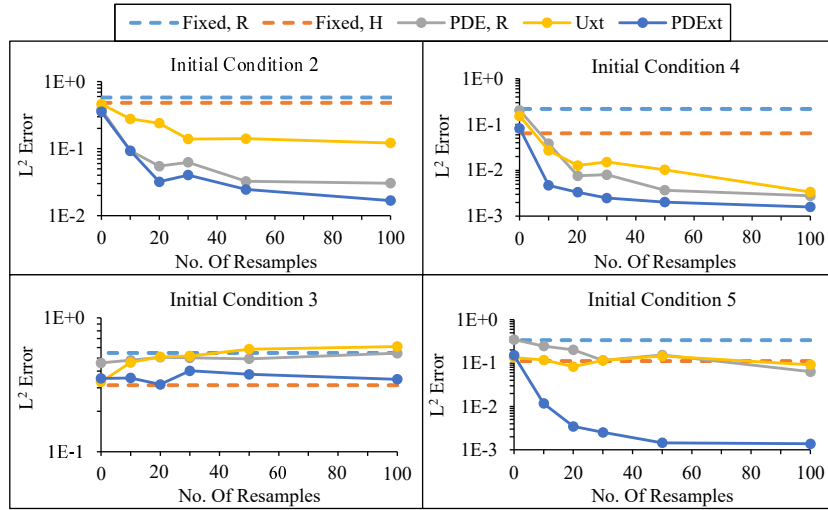 Fixed, R Fixed, H PDE, R Uxt PDExt
Initial Condition 2
L² Error
1E+0
1E-1
1E-2
0 20 40 60 80 100
No. Of Resamples
Initial Condition 4
L² Error
1E+0
1E-1
1E-2
1E-3
0 20 40 60 80 100
No. Of Resamples
Initial Condition 3
L² Error
1E+0
1E-1
0 20 40 60 80 100
No. Of Resamples
Initial Condition 5
L² Error
1E+0
1E-1
1E-2
1E-3
0 20 40 60 80 100
No. Of Resamples